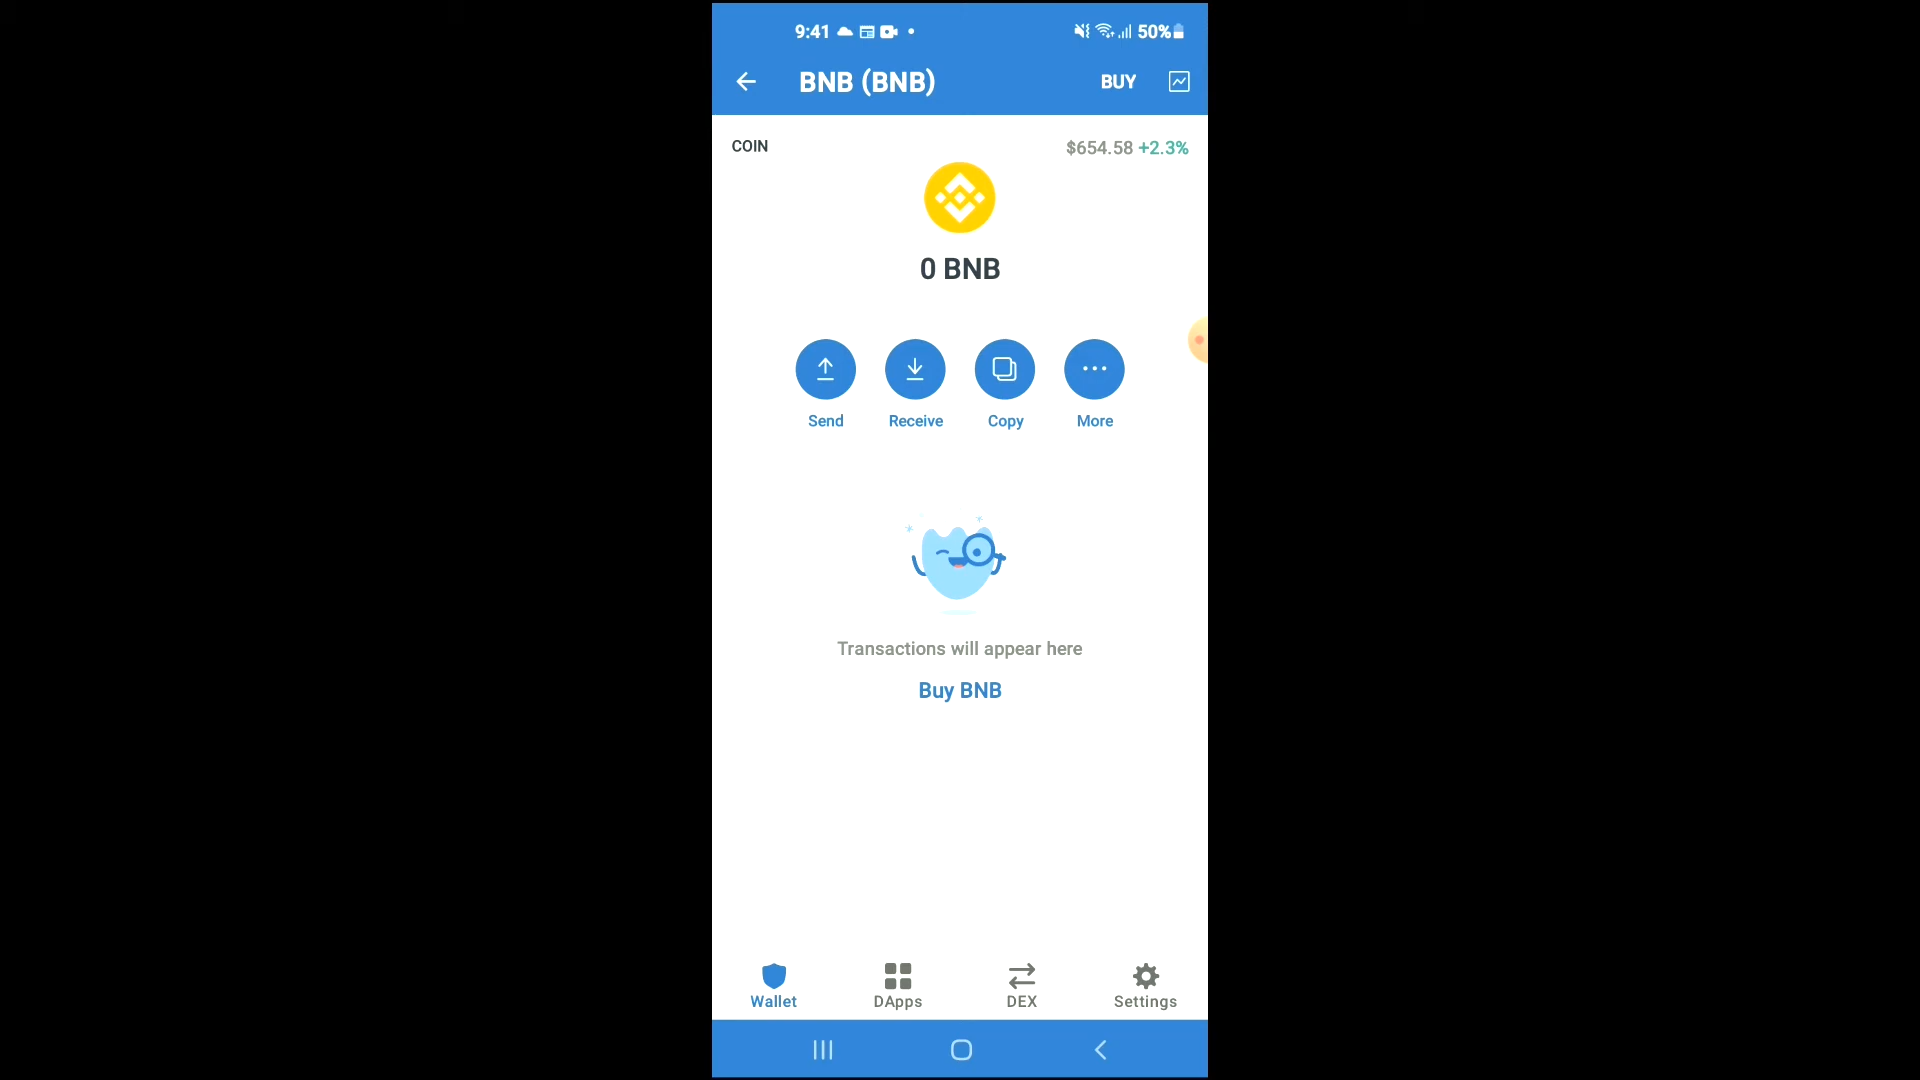 9:41 50%
BNB (BNB) BUY
COIN $654.58 +2.3%
0 BNB
Send Receive Copy More
Transactions will appear here
Buy BNB
Wallet DApps DEX Settings